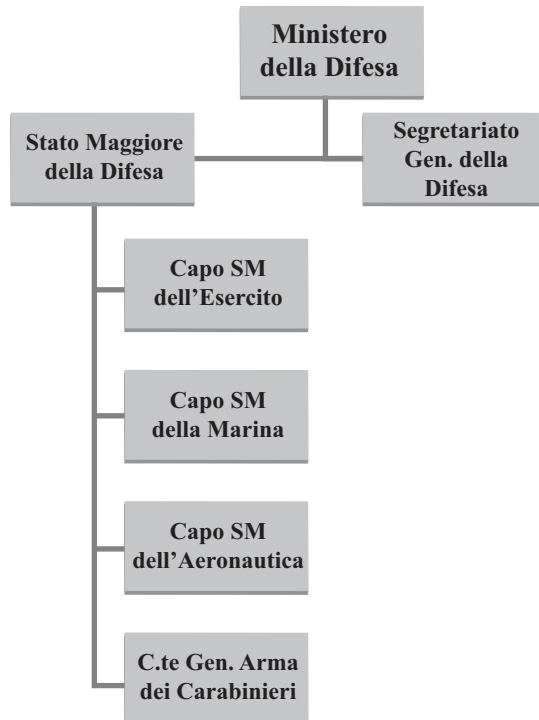 Ministero
della Difesa
Stato Maggiore
della Difesa
Segretariato
Gen. della
Difesa
Capo SM
dell’Esercito
Capo SM
della Marina
Capo SM
dell’Aeronautica
C.te Gen. Arma
dei Carabinieri